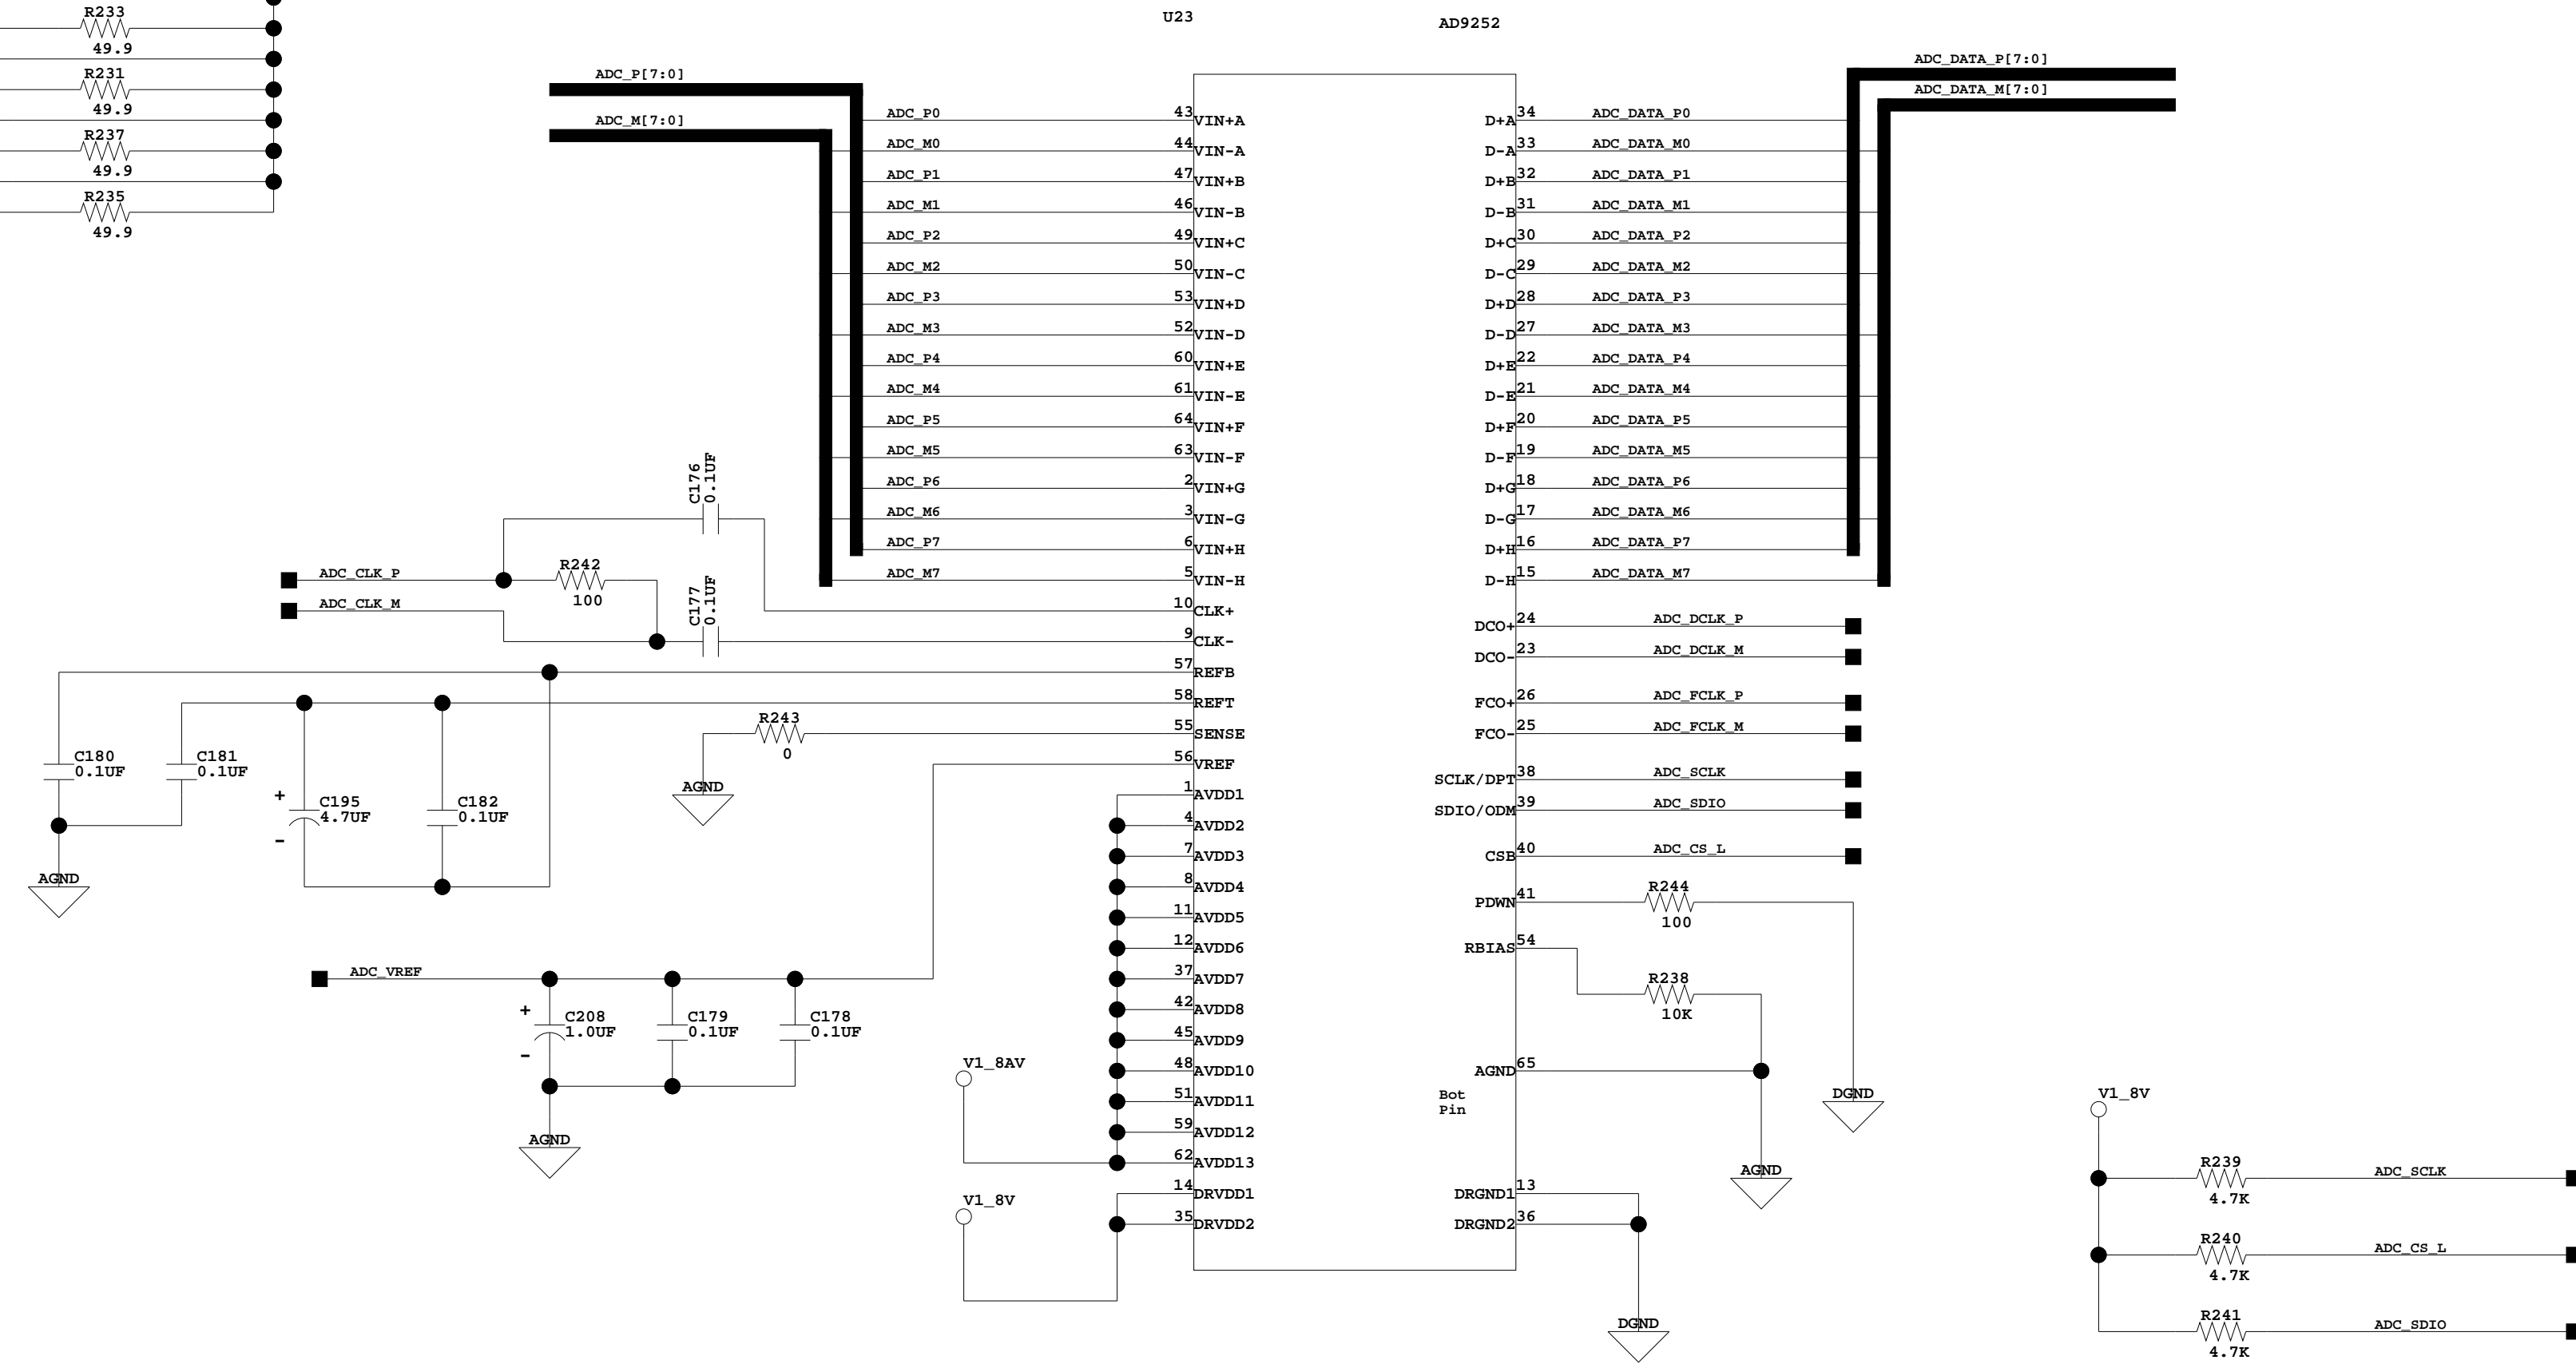 R233
49.9
R231
49.9
R237
49.9
R235
49.9
U23
AD9252
ADC_P[7:0]
ADC_M[7:0]
ADC_DATA_P[7:0]
ADC_DATA_M[7:0]
ADC_P0 43 VIN+A
ADC_M0 44 VIN-A
ADC_P1 47 VIN+B
ADC_M1 46 VIN-B
ADC_P2 49 VIN+C
ADC_M2 50 VIN-C
ADC_P3 53 VIN+D
ADC_M3 52 VIN-D
ADC_P4 60 VIN+E
ADC_M4 61 VIN-E
ADC_P5 64 VIN+F
ADC_M5 63 VIN-F
ADC_P6 2 VIN+G
ADC_M6 3 VIN-G
ADC_P7 6 VIN+H
ADC_M7 5 VIN-H
10 CLK+
9 CLK-
57 REFB
58 REFT
55 SENSE
56 VREF
1 AVDD1
4 AVDD2
7 AVDD3
8 AVDD4
11 AVDD5
12 AVDD6
37 AVDD7
42 AVDD8
45 AVDD9
48 AVDD10
51 AVDD11
59 AVDD12
62 AVDD13
14 DRVDD1
35 DRVDD2
D+A 34 ADC_DATA_P0
D-A 33 ADC_DATA_M0
D+B 32 ADC_DATA_P1
D-B 31 ADC_DATA_M1
D+C 30 ADC_DATA_P2
D-C 29 ADC_DATA_M2
D+D 28 ADC_DATA_P3
D-D 27 ADC_DATA_M3
D+E 22 ADC_DATA_P4
D-E 21 ADC_DATA_M4
D+F 20 ADC_DATA_P5
D-F 19 ADC_DATA_M5
D+G 18 ADC_DATA_P6
D-G 17 ADC_DATA_M6
D+H 16 ADC_DATA_P7
D-H 15 ADC_DATA_M7
DCO+ 24 ADC_DCLK_P
DCO- 23 ADC_DCLK_M
FCO+ 26 ADC_FCLK_P
FCO- 25 ADC_FCLK_M
SCLK/DPT 38 ADC_SCLK
SDIO/ODM 39 ADC_SDIO
CSB 40 ADC_CS_L
PDWN 41
RBIAS 54
AGND 65
Bot
Pin
DRGND1 13
DRGND2 36
C176
0.1UF
ADC_CLK_P
R242
100
ADC_CLK_M
C177
0.1UF
R243
0
AGND
C180
0.1UF
C181
0.1UF
+
C195
4.7UF
-
C182
0.1UF
AGND
ADC_VREF
+
C208
1.0UF
-
C179
0.1UF
C178
0.1UF
AGND
V1_8AV
V1_8V
R244
100
R238
10K
DGND
AGND
DGND
V1_8V
R239
4.7K
ADC_SCLK
R240
4.7K
ADC_CS_L
R241
4.7K
ADC_SDIO